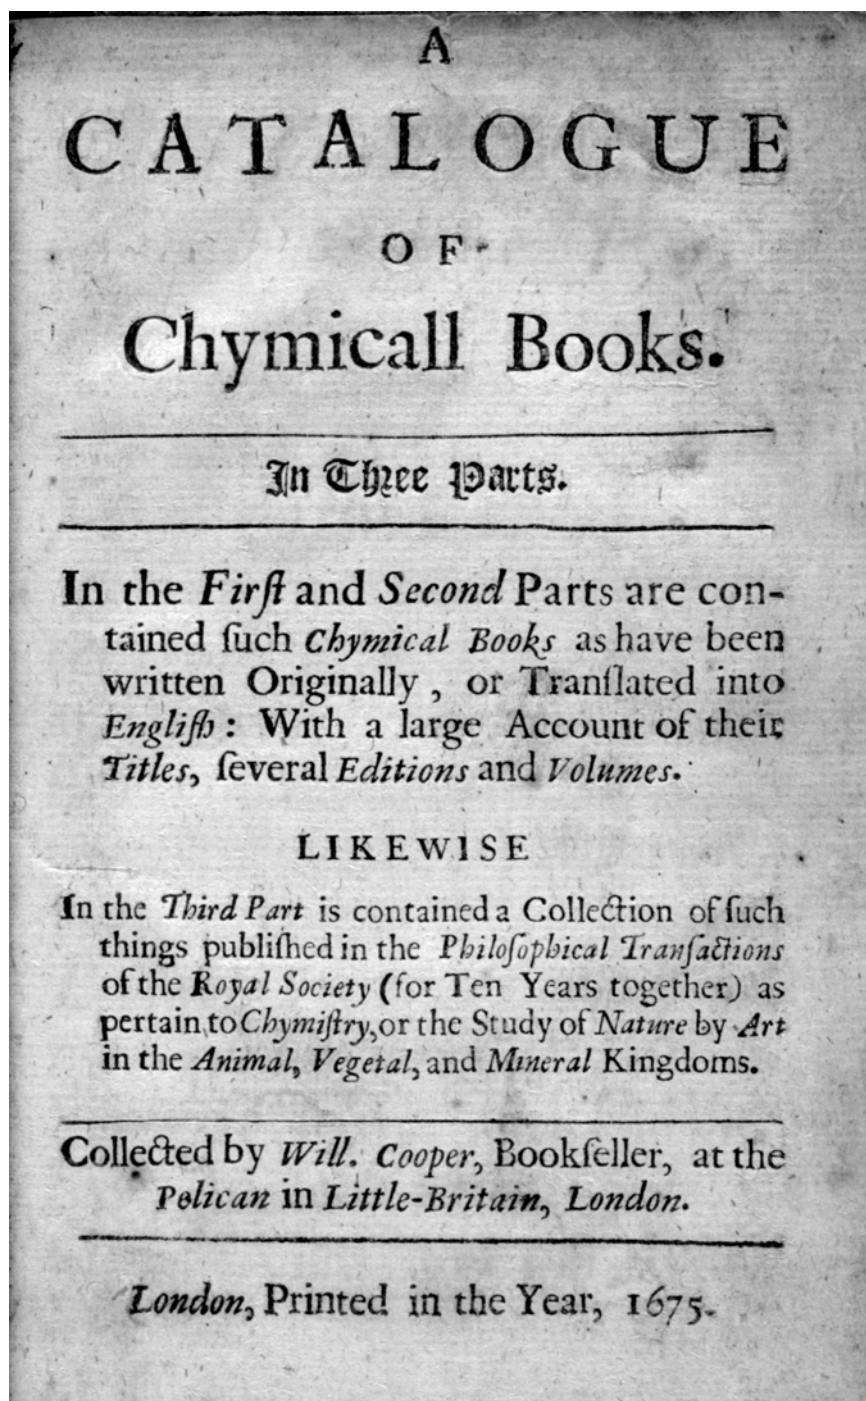 A
CATALOGUE
OF
Chymicall Books.
In Three Parts.
In the Firſt and Second Parts are con-
tained ſuch Chymical Books as have been
written Originally, or Tranſlated into
Engliſh: With a large Account of their
Titles, ſeveral Editions and Volumes.
LIKEWISE
In the Third Part is contained a Collection of ſuch
things publiſhed in the Philoſophical Tranſactions
of the Royal Society (for Ten Years together) as
pertain to Chymiſtry, or the Study of Nature by Art
in the Animal, Vegetal, and Mineral Kingdoms.
Collected by Will. Cooper, Bookſeller, at the
Pelican in Little-Britain, London.
London, Printed in the Year, 1675.